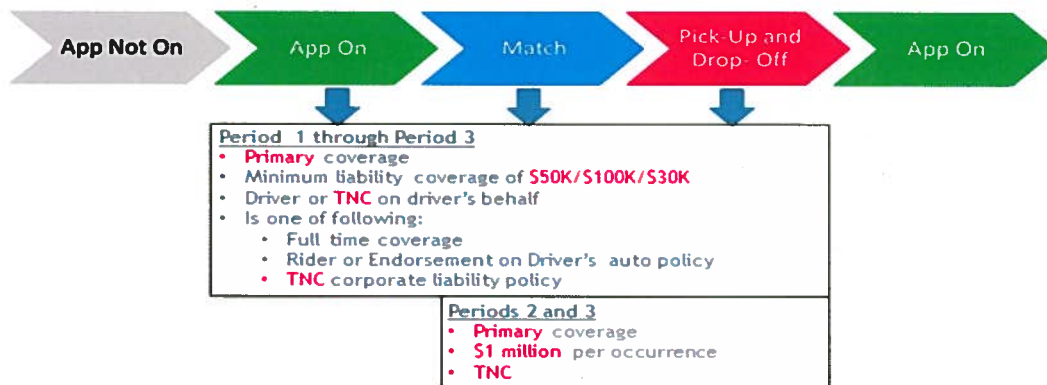 App Not On
App On
Match
Pick-Up and
Drop- Off
App On
Period 1 through Period 3
• Primary coverage
• Minimum liability coverage of $50K/$100K/$30K
• Driver or TNC on driver's behalf
• Is one of following:
• Full time coverage
• Rider or Endorsement on Driver's auto policy
• TNC corporate liability policy
Periods 2 and 3
• Primary coverage
• $1 million per occurrence
• TNC